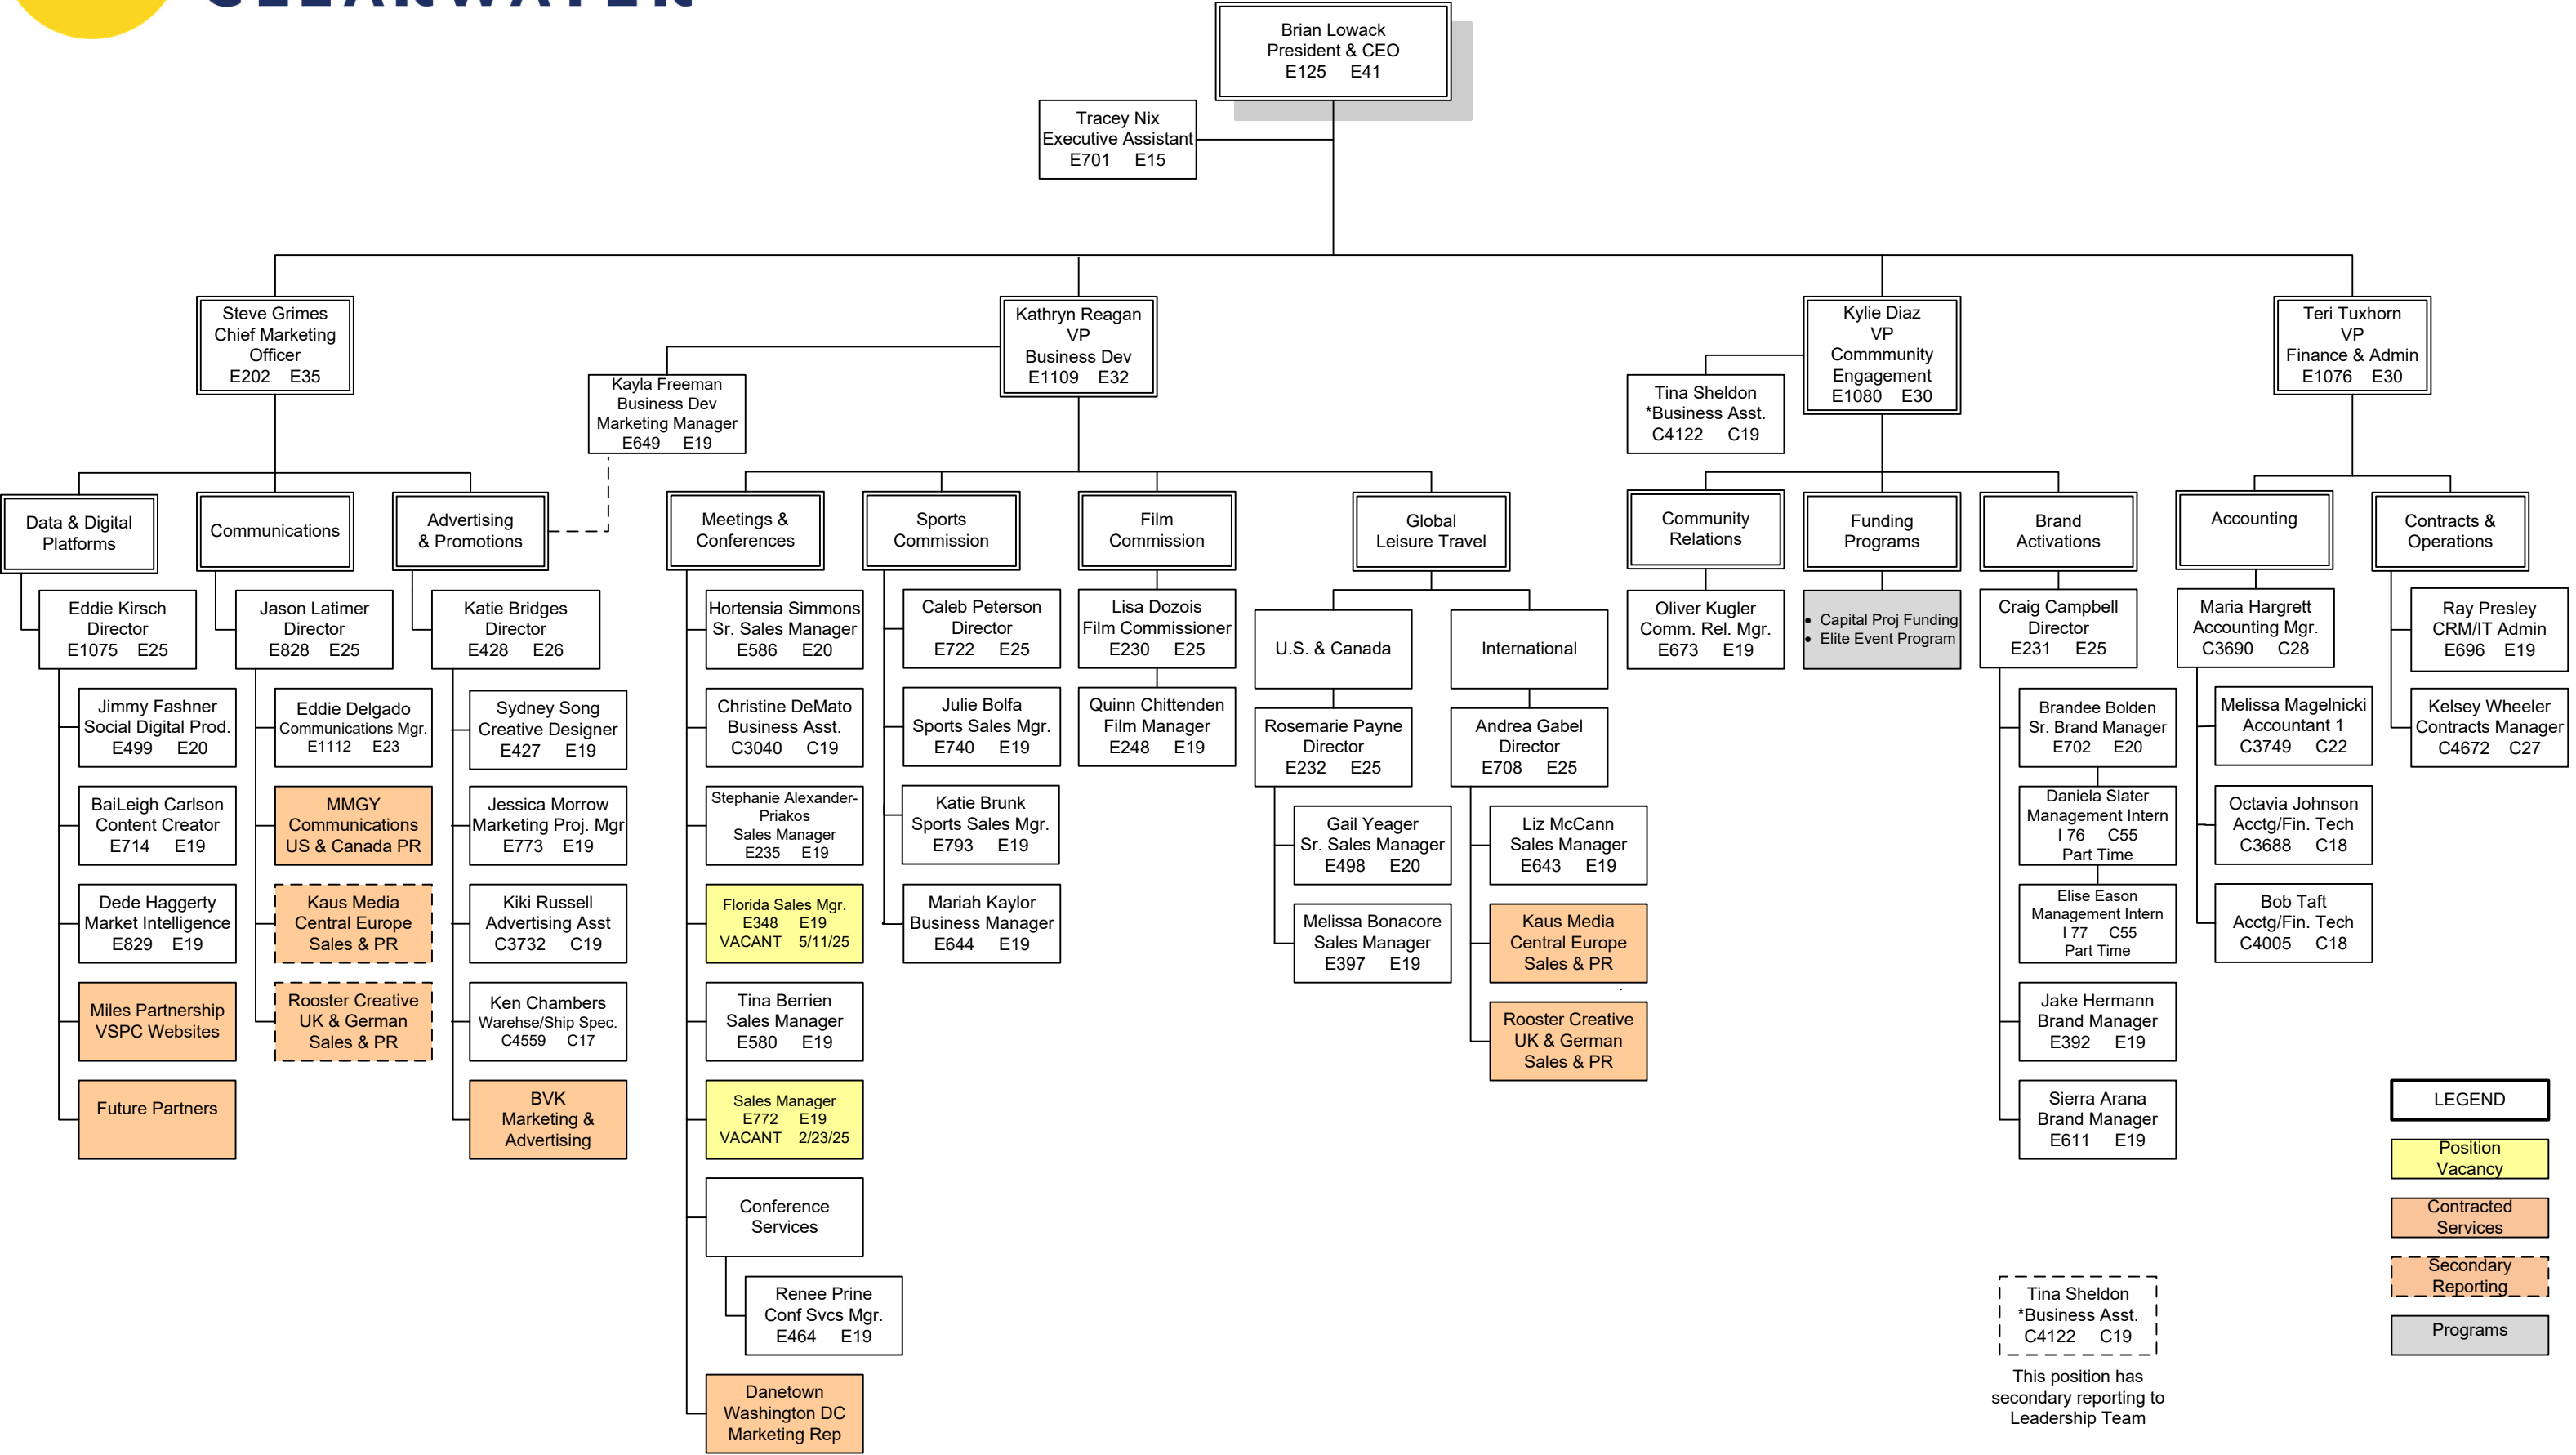 CLEARWATER
Brian Lowack
President & CEO
E125 E41
Tracey Nix
Executive Assistant
E701 E15
Steve Grimes
Chief Marketing
Officer
E202 E35
Kathryn Reagan
VP
Business Dev
E1109 E32
Kylie Diaz
VP
Commmunity
Engagement
E1080 E30
Teri Tuxhorn
VP
Finance & Admin
E1076 E30
Kayla Freeman
Business Dev
Marketing Manager
E649 E19
Tina Sheldon
*Business Asst.
C4122 C19
Data & Digital
Platforms
Eddie Kirsch
Director
E1075 E25
Jimmy Fashner
Social Digital Prod.
E499 E20
BaiLeigh Carlson
Content Creator
E714 E19
Dede Haggerty
Market Intelligence
E829 E19
Miles Partnership
VSPC Websites
Future Partners
Communications
Jason Latimer
Director
E828 E25
Eddie Delgado
Communications Mgr.
E1112 E23
MMGY
Communications
US & Canada PR
Kaus Media
Central Europe
Sales & PR
Rooster Creative
UK & German
Sales & PR
Advertising
& Promotions
Katie Bridges
Director
E428 E26
Sydney Song
Creative Designer
E427 E19
Jessica Morrow
Marketing Proj. Mgr
E773 E19
Kiki Russell
Advertising Asst
C3732 C19
Ken Chambers
Warehse/Ship Spec.
C4559 C17
BVK
Marketing &
Advertising
Meetings &
Conferences
Hortensia Simmons
Sr. Sales Manager
E586 E20
Christine DeMato
Business Asst.
C3040 C19
Stephanie Alexander-
Priakos
Sales Manager
E235 E19
Florida Sales Mgr.
E348 E19
VACANT 5/11/25
Tina Berrien
Sales Manager
E580 E19
Sales Manager
E772 E19
VACANT 2/23/25
Conference
Services
Renee Prine
Conf Svcs Mgr.
E464 E19
Danetown
Washington DC
Marketing Rep
Sports
Commission
Caleb Peterson
Director
E722 E25
Julie Bolfa
Sports Sales Mgr.
E740 E19
Katie Brunk
Sports Sales Mgr.
E793 E19
Mariah Kaylor
Business Manager
E644 E19
Film
Commission
Lisa Dozois
Film Commissioner
E230 E25
Quinn Chittenden
Film Manager
E248 E19
Global
Leisure Travel
U.S. & Canada
Rosemarie Payne
Director
E232 E25
Gail Yeager
Sr. Sales Manager
E498 E20
Melissa Bonacore
Sales Manager
E397 E19
International
Andrea Gabel
Director
E708 E25
Liz McCann
Sales Manager
E643 E19
Kaus Media
Central Europe
Sales & PR
Rooster Creative
UK & German
Sales & PR
Community
Relations
Oliver Kugler
Comm. Rel. Mgr.
E673 E19
Funding
Programs
• Capital Proj Funding
• Elite Event Program
Brand
Activations
Craig Campbell
Director
E231 E25
Brandee Bolden
Sr. Brand Manager
E702 E20
Daniela Slater
Management Intern
I 76 C55
Part Time
Elise Eason
Management Intern
I 77 C55
Part Time
Jake Hermann
Brand Manager
E392 E19
Sierra Arana
Brand Manager
E611 E19
Accounting
Maria Hargrett
Accounting Mgr.
C3690 C28
Melissa Magelnicki
Accountant 1
C3749 C22
Octavia Johnson
Acctg/Fin. Tech
C3688 C18
Bob Taft
Acctg/Fin. Tech
C4005 C18
Contracts &
Operations
Ray Presley
CRM/IT Admin
E696 E19
Kelsey Wheeler
Contracts Manager
C4672 C27
LEGEND
Position
Vacancy
Contracted
Services
Secondary
Reporting
Programs
Tina Sheldon
*Business Asst.
C4122 C19
This position has
secondary reporting to
Leadership Team